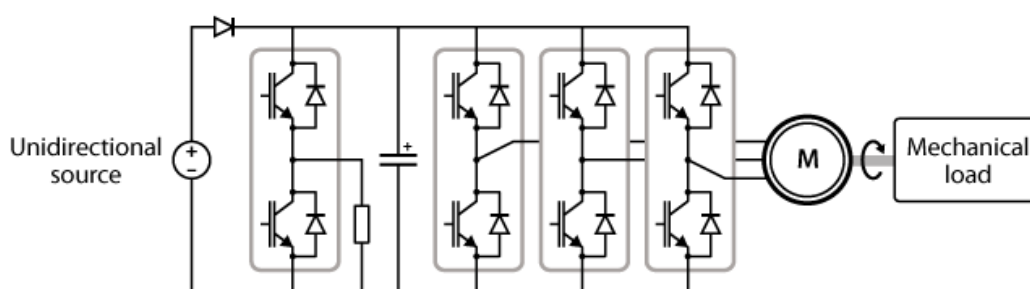 Unidirectional
source
+
−
+
M
Mechanical
load